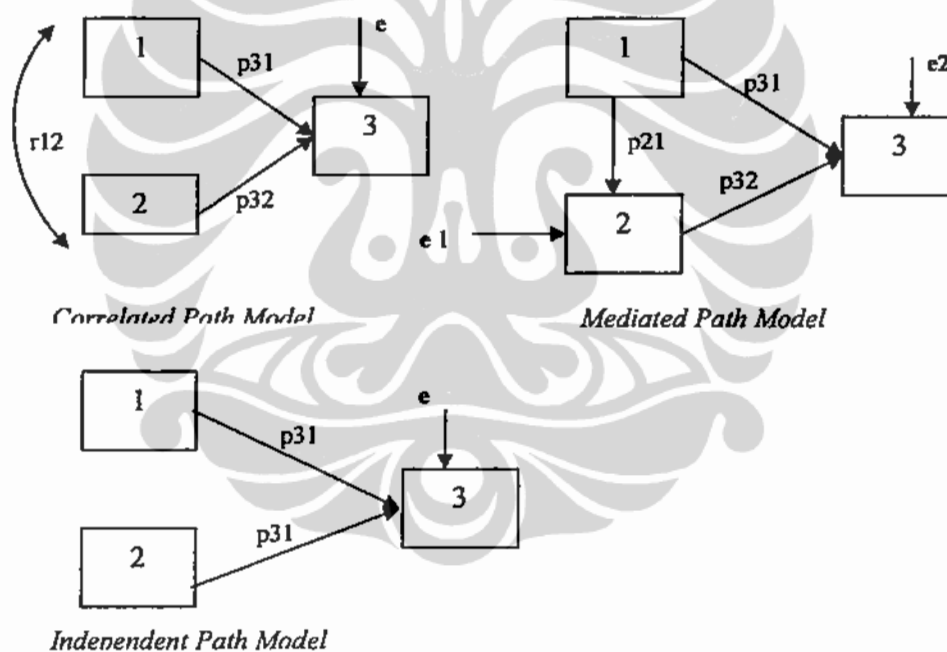 1
p31
e
3
r12
2
p32
Correlated Path Model
1
p31
e2
p21
3
p32
2
e 1
Mediated Path Model
1
p31
e
3
2
p31
Independent Path Model